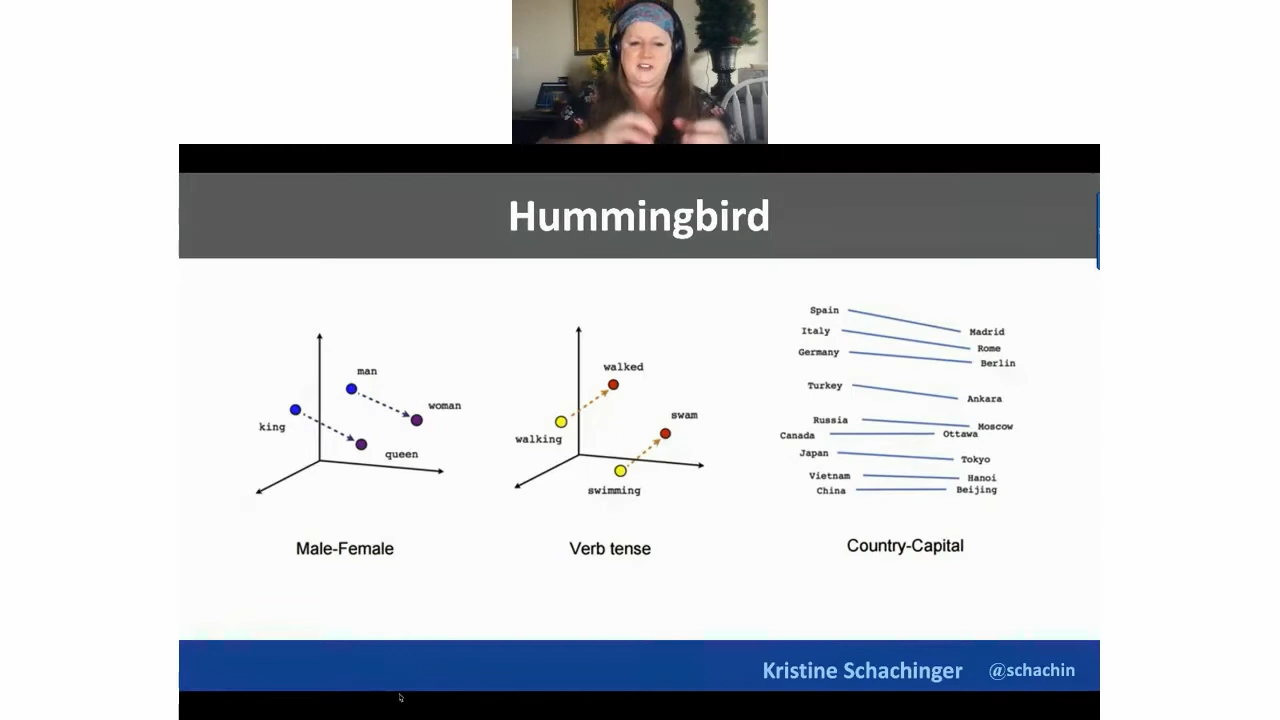 Hummingbird
man
woman
king
queen
Male-Female
walked
swam
walking
swimming
Verb tense
Spain Madrid
Italy Rome
Germany Berlin
Turkey Ankara
Russia Moscow
Canada Ottawa
Japan Tokyo
Vietnam Hanoi
China Beijing
Country-Capital
Kristine Schachinger @schachin